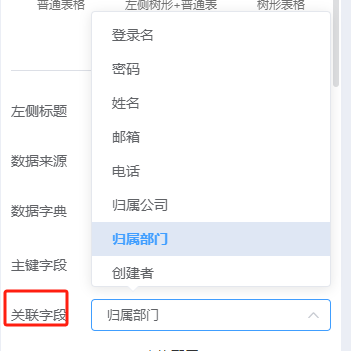 普通表格 左侧树形+普通表 树形表格
登录名
密码
姓名
左侧标题
邮箱
数据来源
电话
归属公司
数据字典
归属部门
主键字段
创建者
关联字段 归属部门